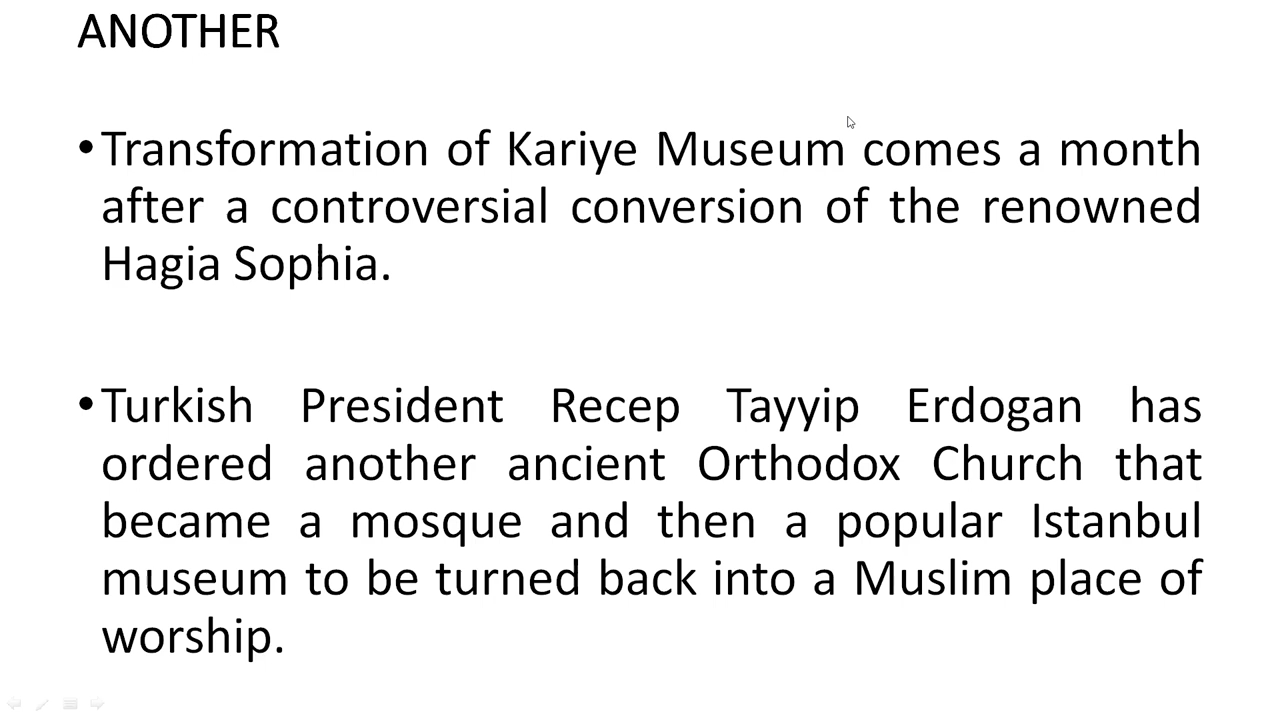 ANOTHER
•Transformation of Kariye Museum comes a month
after a controversial conversion of the renowned
Hagia Sophia.
•Turkish President Recep Tayyip Erdogan has
ordered another ancient Orthodox Church that
became a mosque and then a popular Istanbul
museum to be turned back into a Muslim place of
worship.